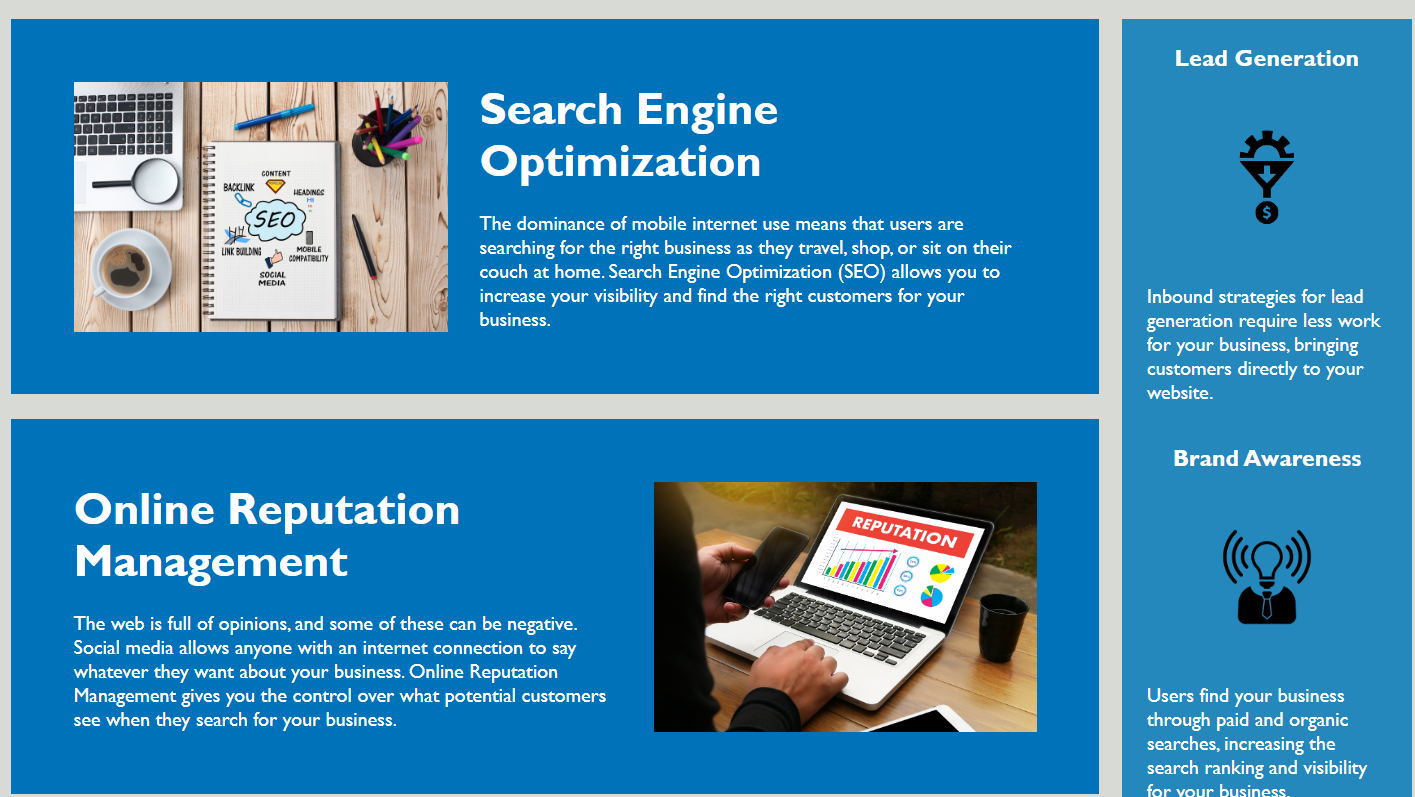 Search Engine
Optimization
The dominance of mobile internet use means that users are
searching for the right business as they travel, shop, or sit on their
couch at home. Search Engine Optimization (SEO) allows you to
increase your visibility and find the right customers for your
business.
CONTENT
BACKLINK
HEADINGS
SEO
LINK BUILDING
MOBILE
COMPATIBILITY
SOCIAL
MEDIA
Online Reputation
Management
The web is full of opinions, and some of these can be negative.
Social media allows anyone with an internet connection to say
whatever they want about your business. Online Reputation
Management gives you the control over what potential customers
see when they search for your business.
REPUTATION
Lead Generation
$
Inbound strategies for lead
generation require less work
for your business, bringing
customers directly to your
website.
Brand Awareness
Users find your business
through paid and organic
searches, increasing the
search ranking and visibility
for your business.